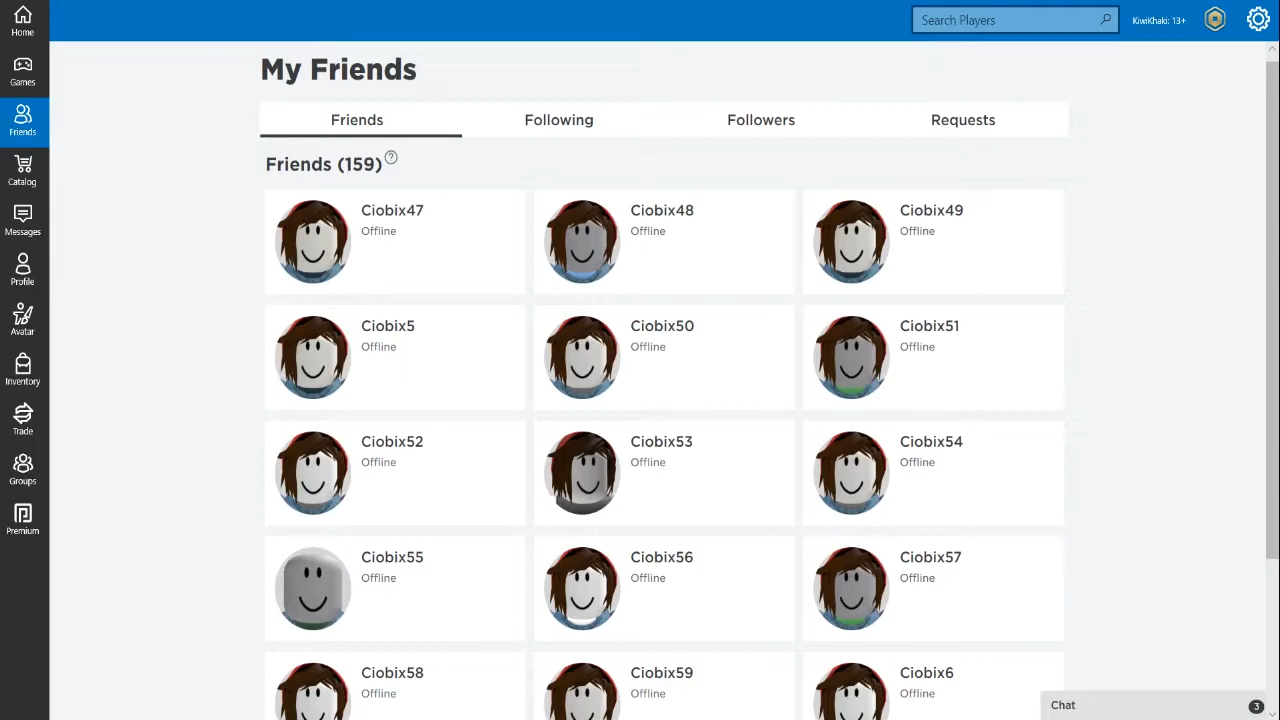 Home
Games
Friends
Catalog
Messages
Profile
Avatar
Inventory
Trade
Groups
Premium
Search Players
KiwiKhaki: 13+
My Friends
Friends Following Followers Requests
Friends (159) ?
Ciobix47
Offline
Ciobix48
Offline
Ciobix49
Offline
Ciobix5
Offline
Ciobix50
Offline
Ciobix51
Offline
Ciobix52
Offline
Ciobix53
Offline
Ciobix54
Offline
Ciobix55
Offline
Ciobix56
Offline
Ciobix57
Offline
Ciobix58
Offline
Ciobix59
Offline
Ciobix6
Offline
Chat 3